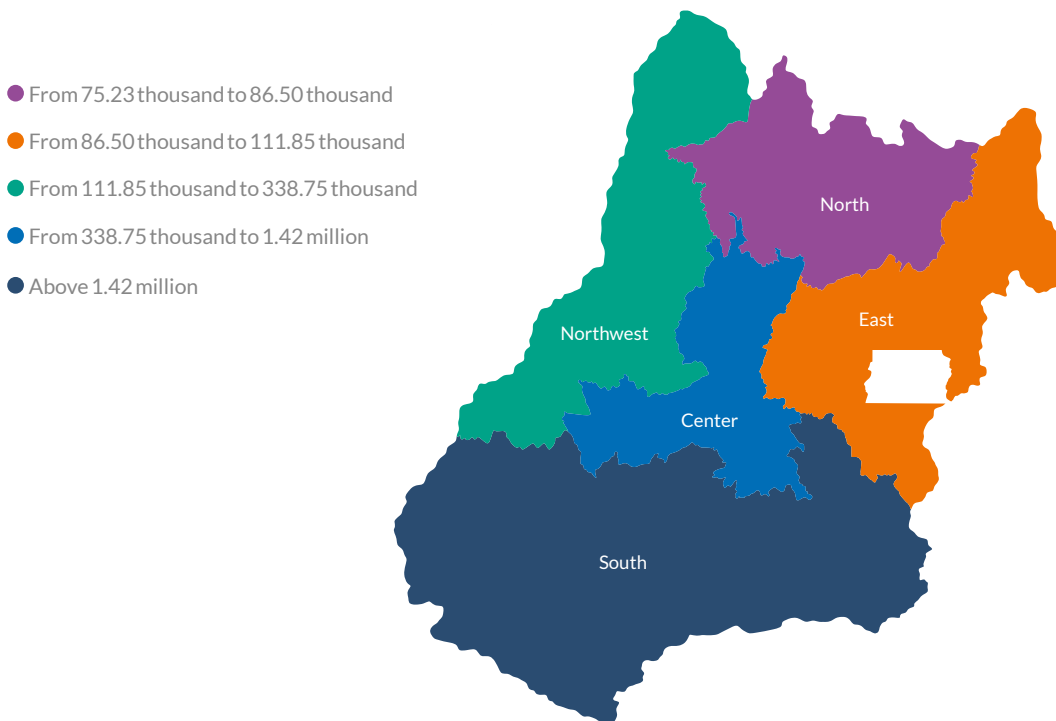 From 75.23 thousand to 86.50 thousand
From 86.50 thousand to 111.85 thousand
From 111.85 thousand to 338.75 thousand
From 338.75 thousand to 1.42 million
Above 1.42 million
North
East
Northwest
Center
South